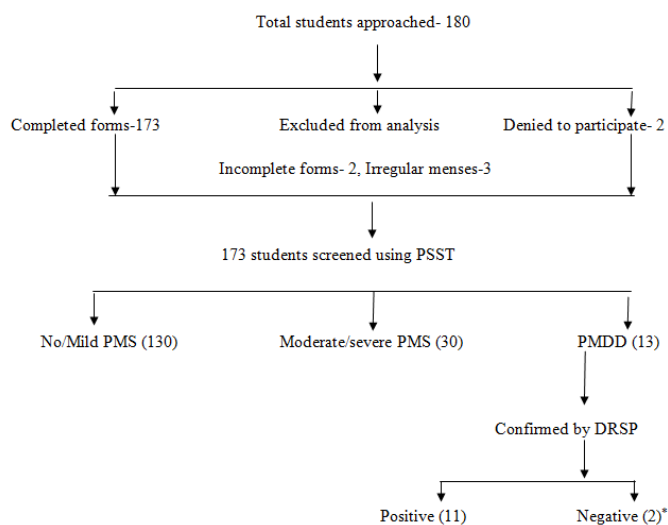 Total students approached- 180
Completed forms-173
Excluded from analysis
Denied to participate- 2
Incomplete forms- 2, Irregular menses-3
173 students screened using PSST
No/Mild PMS (130)
Moderate/severe PMS (30)
PMDD (13)
Confirmed by DRSP
Positive (11)
Negative (2)*